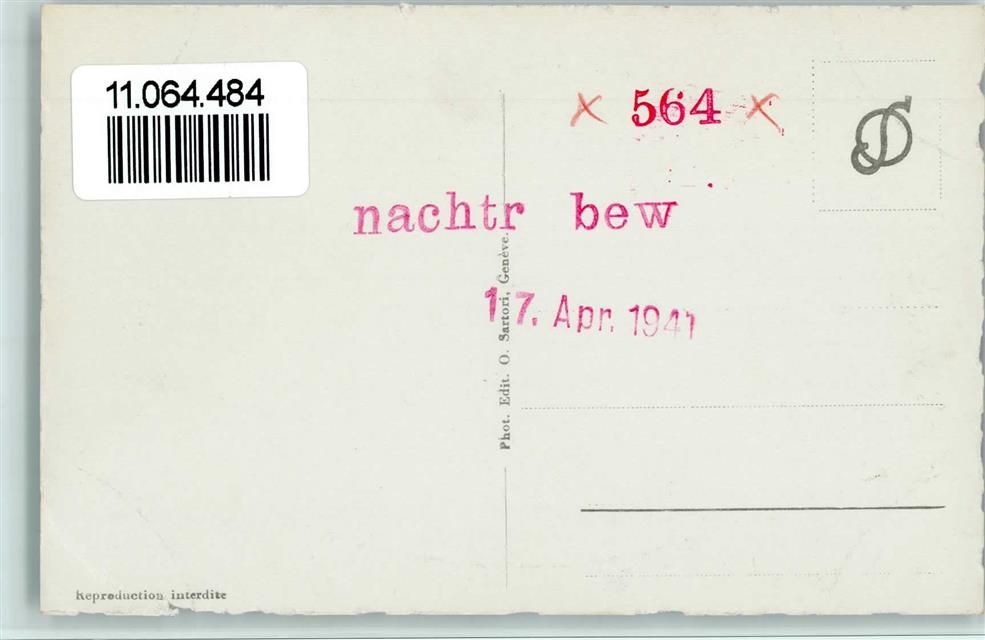 11.064.484
× 564 ×
nachtr bew
17. Apr. 1941
Phot. Edit. O. Sartori, Genève.
Reproduction interdite